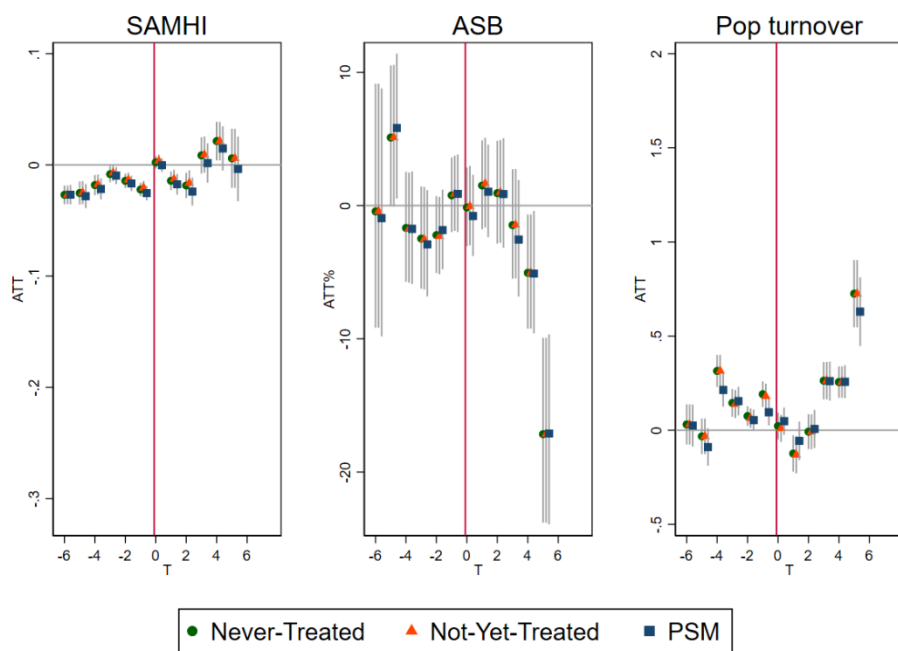 SAMHI
ASB
Pop turnover
.1
0
-.1
-.2
-.3
ATT
-6 -4 -2 0 2 4 6
T
10
0
-10
-20
ATT%
-6 -4 -2 0 2 4 6
T
2
1.5
1
.5
0
-.5
ATT
-6 -4 -2 0 2 4 6
T
Never-Treated Not-Yet-Treated PSM